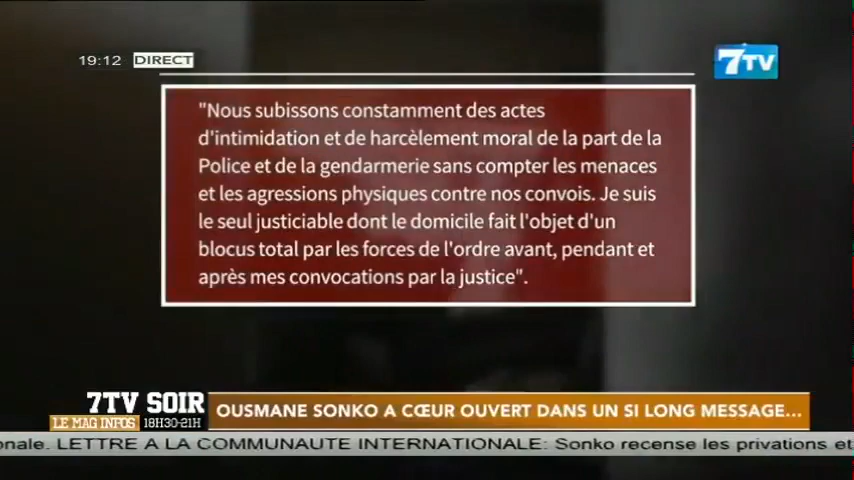 19:12 DIRECT
7TV
"Nous subissons constamment des actes
d'intimidation et de harcèlement moral de la part de la
Police et de la gendarmerie sans compter les menaces
et les agressions physiques contre nos convois. Je suis
le seul justiciable dont le domicile fait l'objet d'un
blocus total par les forces de l'ordre avant, pendant et
après mes convocations par la justice".
7TV SOIR
LE MAG INFOS 18H30-21H
OUSMANE SONKO A CŒUR OUVERT DANS UN SI LONG MESSAGE...
onale. LETTRE A LA COMMUNAUTE INTERNATIONALE: Sonko recense les privations et